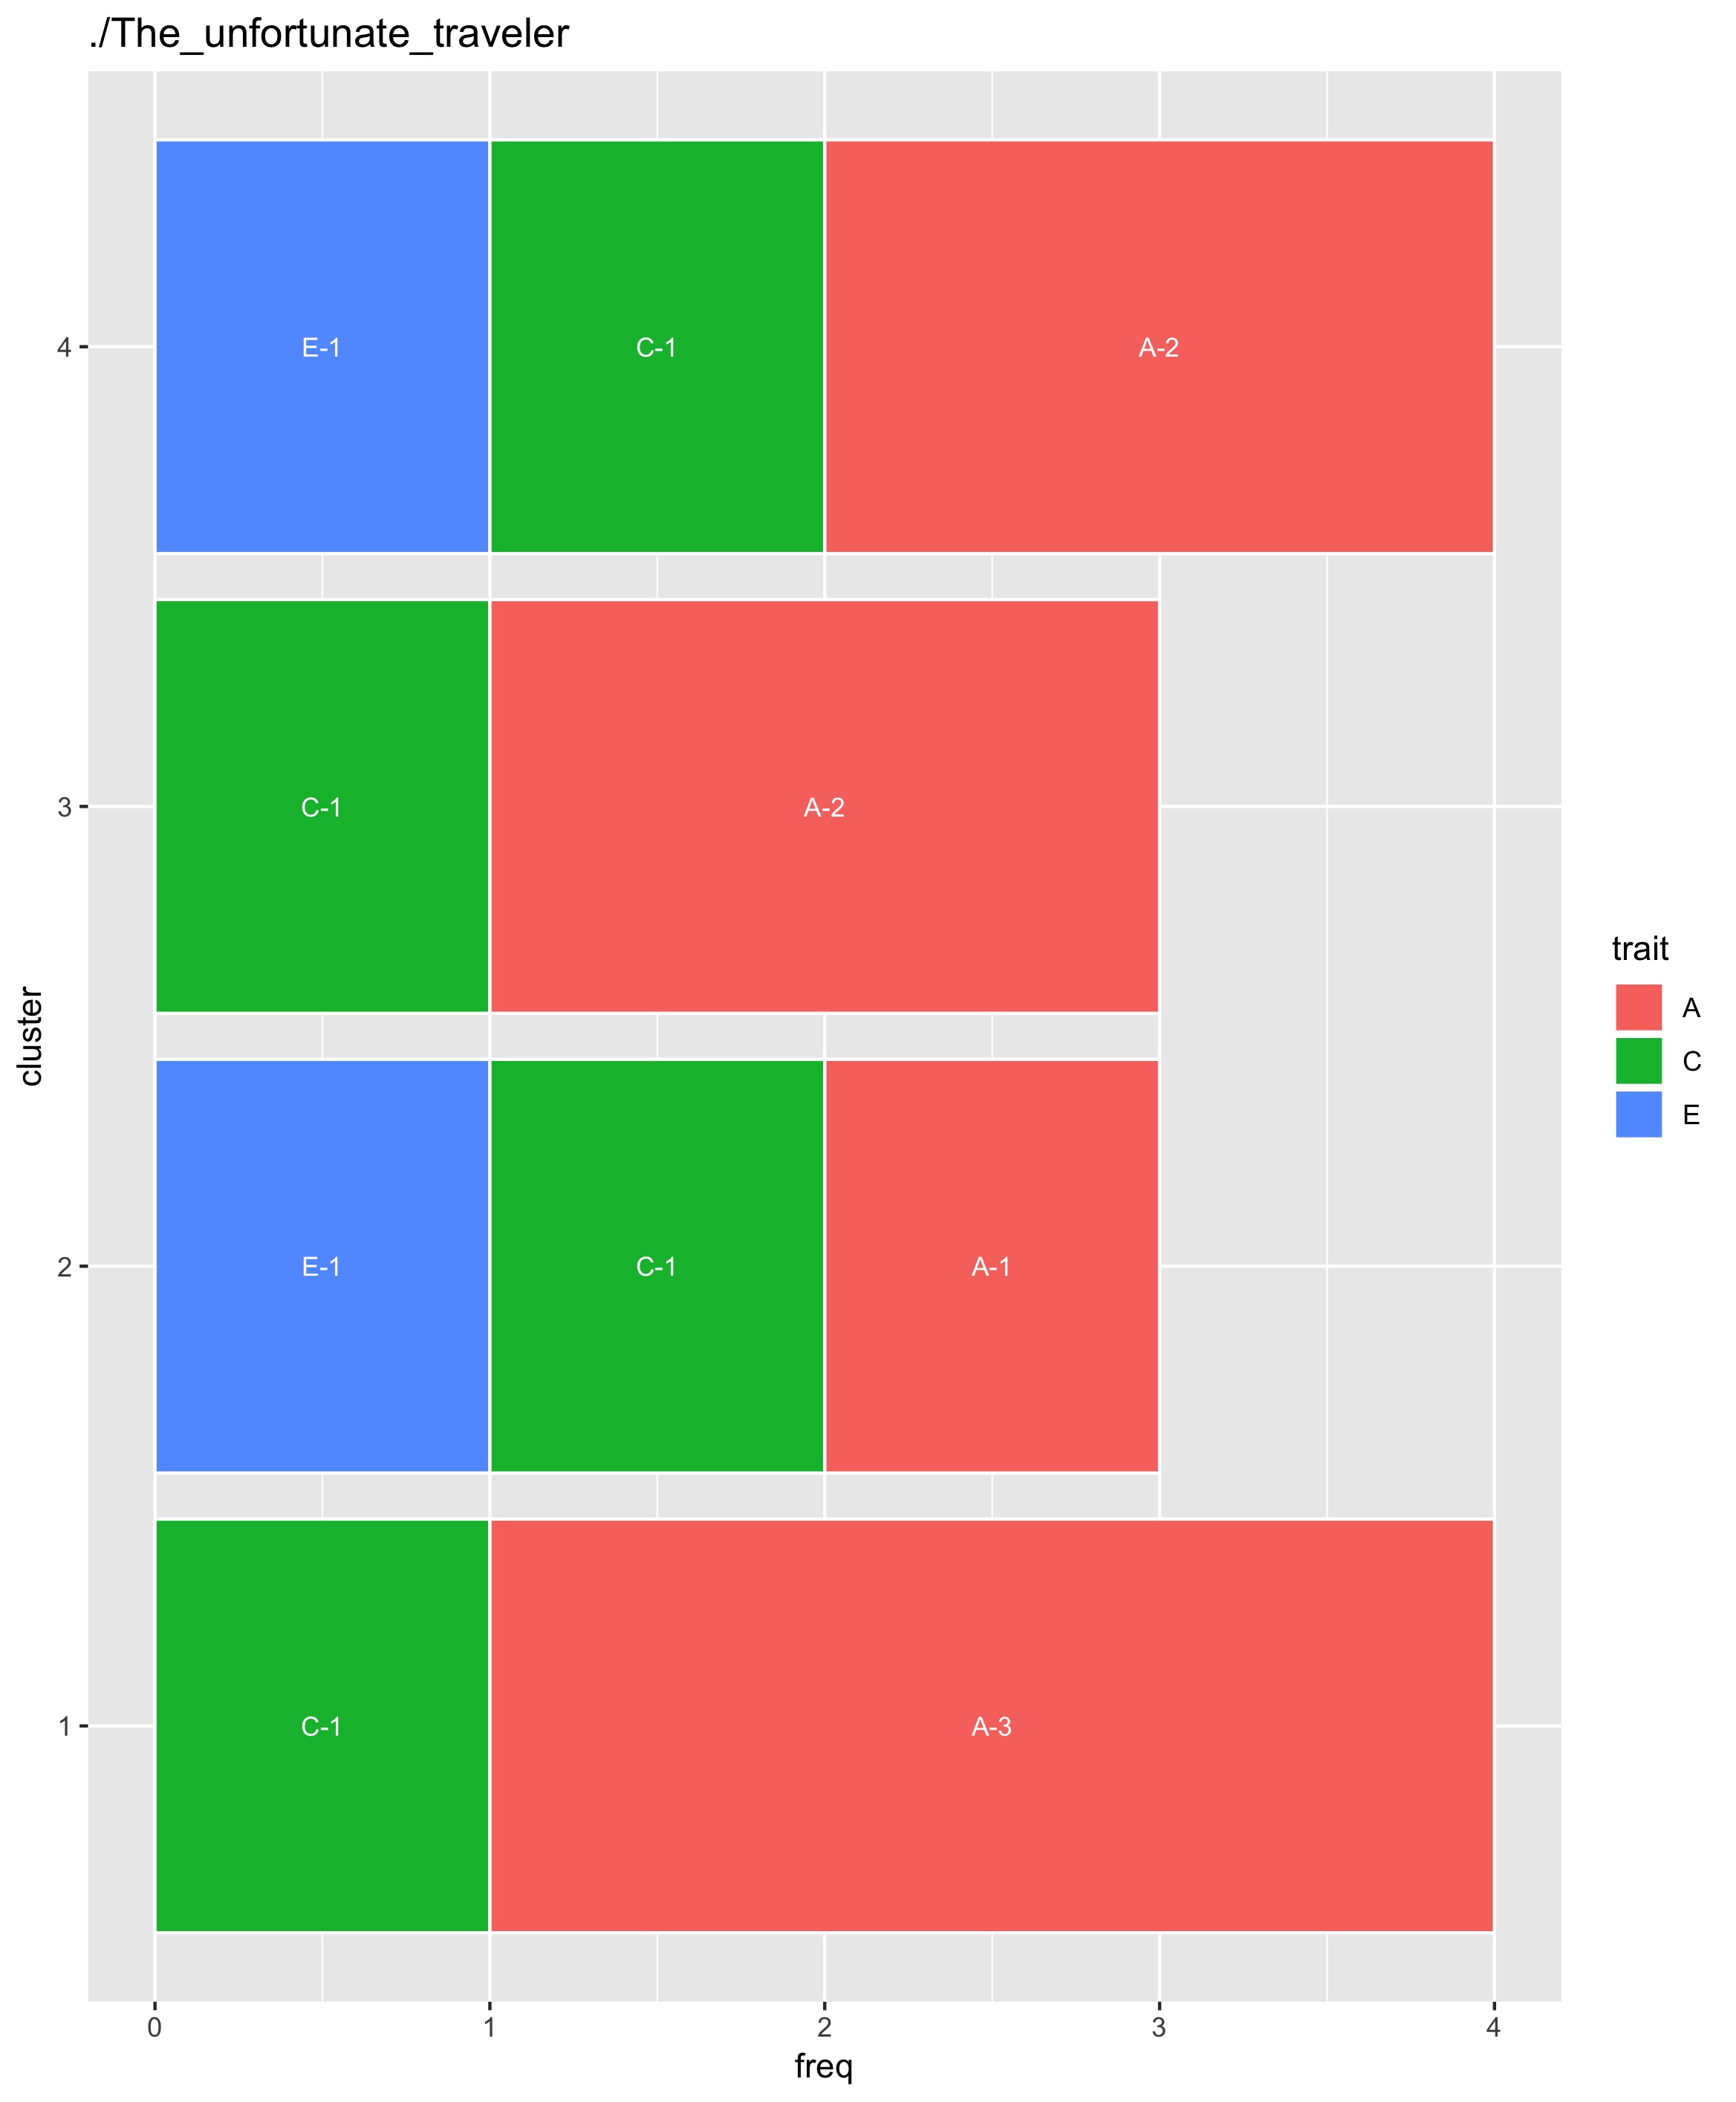 ./The_unfortunate_traveler
cluster
4
E-1 C-1 A-2
3
C-1 A-2
2
E-1 C-1 A-1
1
C-1 A-3
0 1 2 3 4
freq
trait
A
C
E